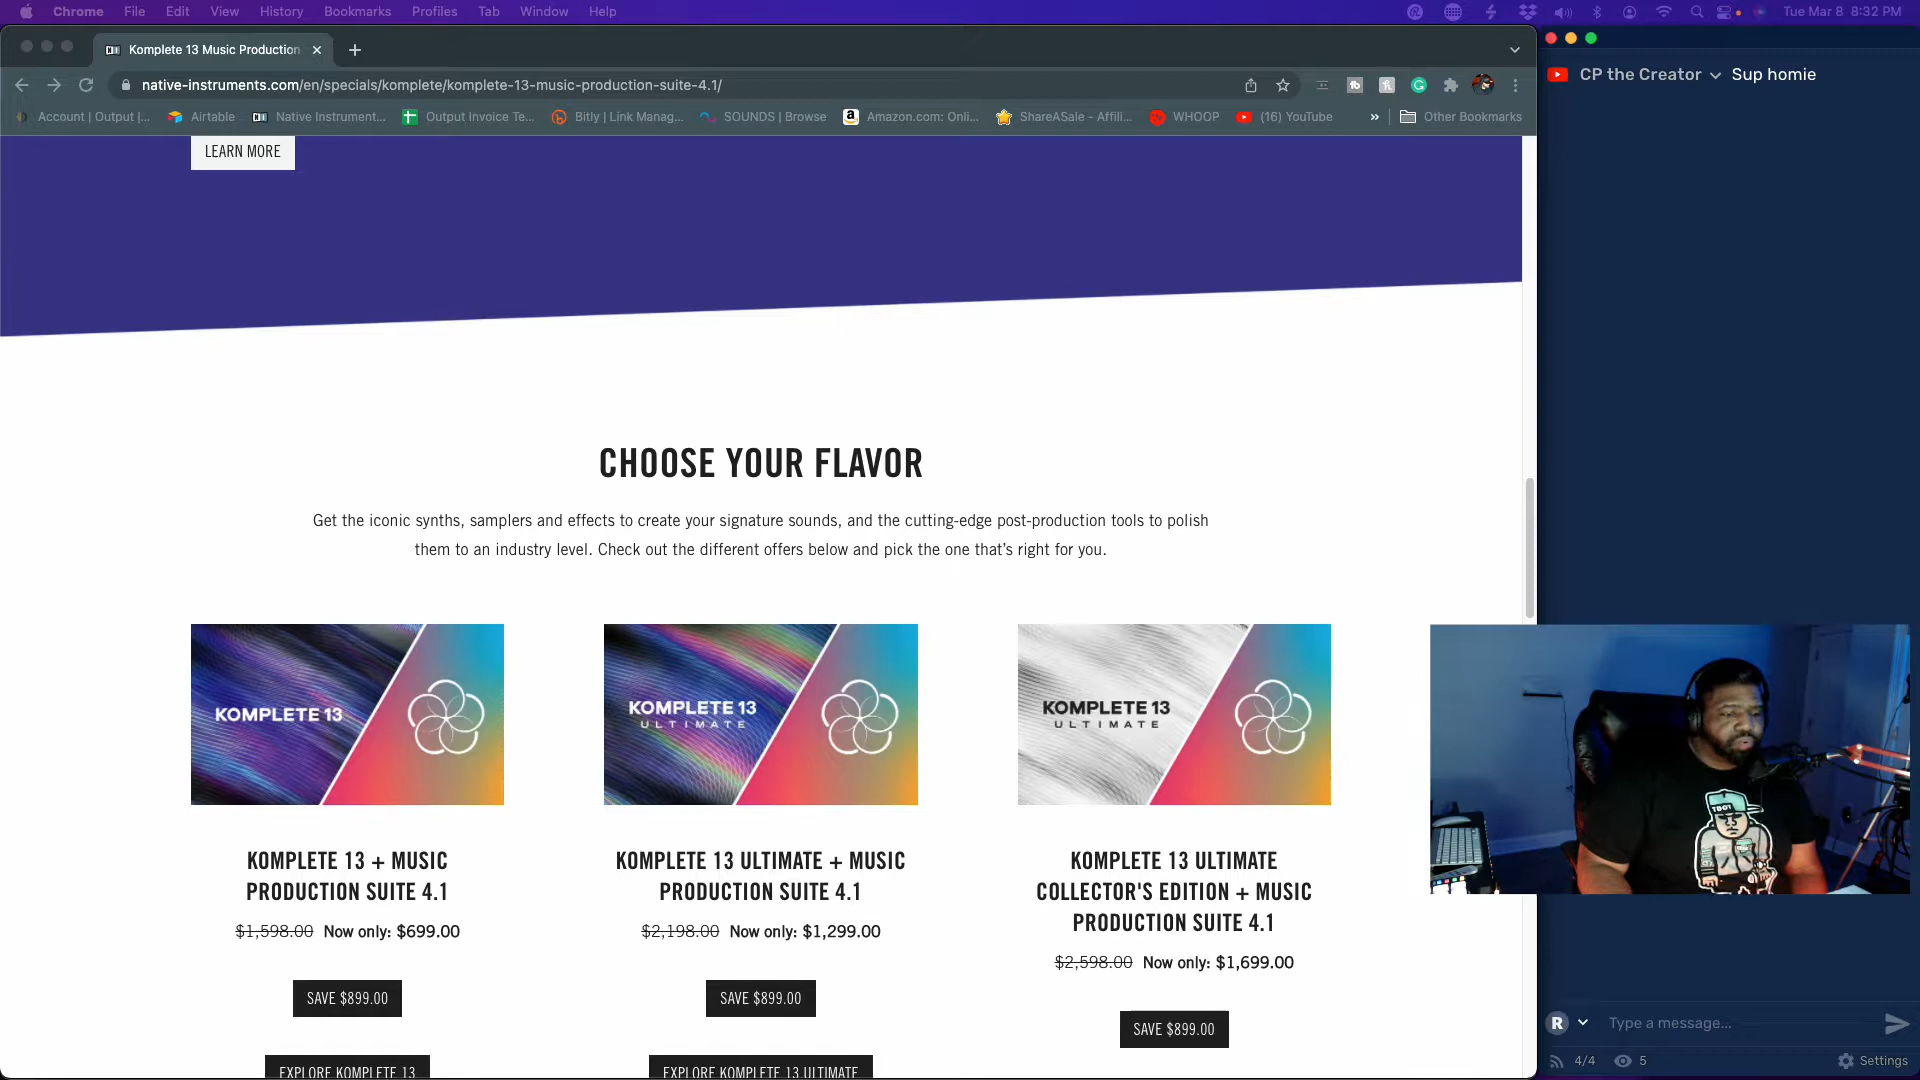 Chrome File Edit View History Bookmarks Profiles Tab Window Help
Tue Mar 8 8:32 PM
Komplete 13 Music Production
native-instruments.com/en/specials/komplete/komplete-13-music-production-suite-4.1/
Account | Output |... Airtable Native Instrument... Output Invoice Te... Bitly | Link Manag... SOUNDS | Browse Amazon.com: Onli... ShareASale - Affili... WHOOP (16) YouTube » Other Bookmarks
CP the Creator Sup homie
LEARN MORE
CHOOSE YOUR FLAVOR
Get the iconic synths, samplers and effects to create your signature sounds, and the cutting-edge post-production tools to polish
them to an industry level. Check out the different offers below and pick the one that's right for you.
KOMPLETE 13
KOMPLETE 13 + MUSIC
PRODUCTION SUITE 4.1
$1,598.00 Now only: $699.00
SAVE $899.00
EXPLORE KOMPLETE 13
KOMPLETE 13
ULTIMATE
KOMPLETE 13 ULTIMATE + MUSIC
PRODUCTION SUITE 4.1
$2,198.00 Now only: $1,299.00
SAVE $899.00
EXPLORE KOMPLETE 13 ULTIMATE
KOMPLETE 13
ULTIMATE
KOMPLETE 13 ULTIMATE
COLLECTOR'S EDITION + MUSIC
PRODUCTION SUITE 4.1
$2,598.00 Now only: $1,699.00
SAVE $899.00
TDOT
R Type a message...
4/4 5 Settings